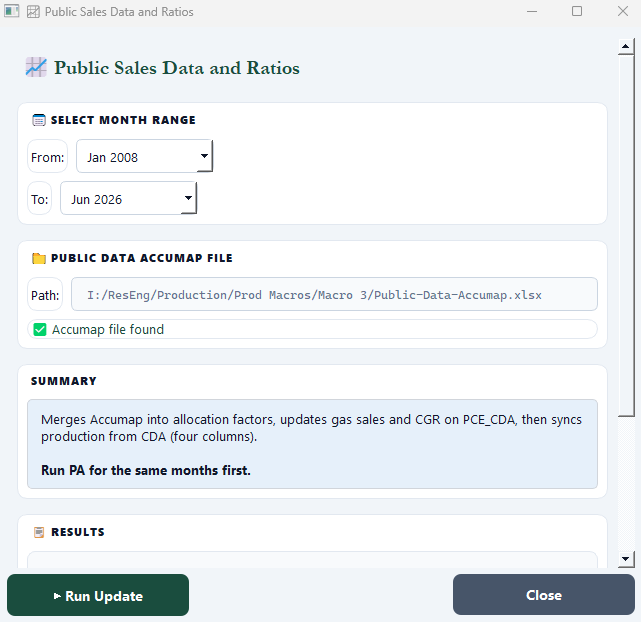 Public Sales Data and Ratios
Public Sales Data and Ratios
SELECT MONTH RANGE
From: Jan 2008
To: Jun 2026
PUBLIC DATA ACCUMAP FILE
Path: I:/ResEng/Production/Prod Macros/Macro 3/Public-Data-Accumap.xlsx
Accumap file found
SUMMARY
Merges Accumap into allocation factors, updates gas sales and CGR on PCE_CDA, then syncs
production from CDA (four columns).
Run PA for the same months first.
RESULTS
Run Update
Close